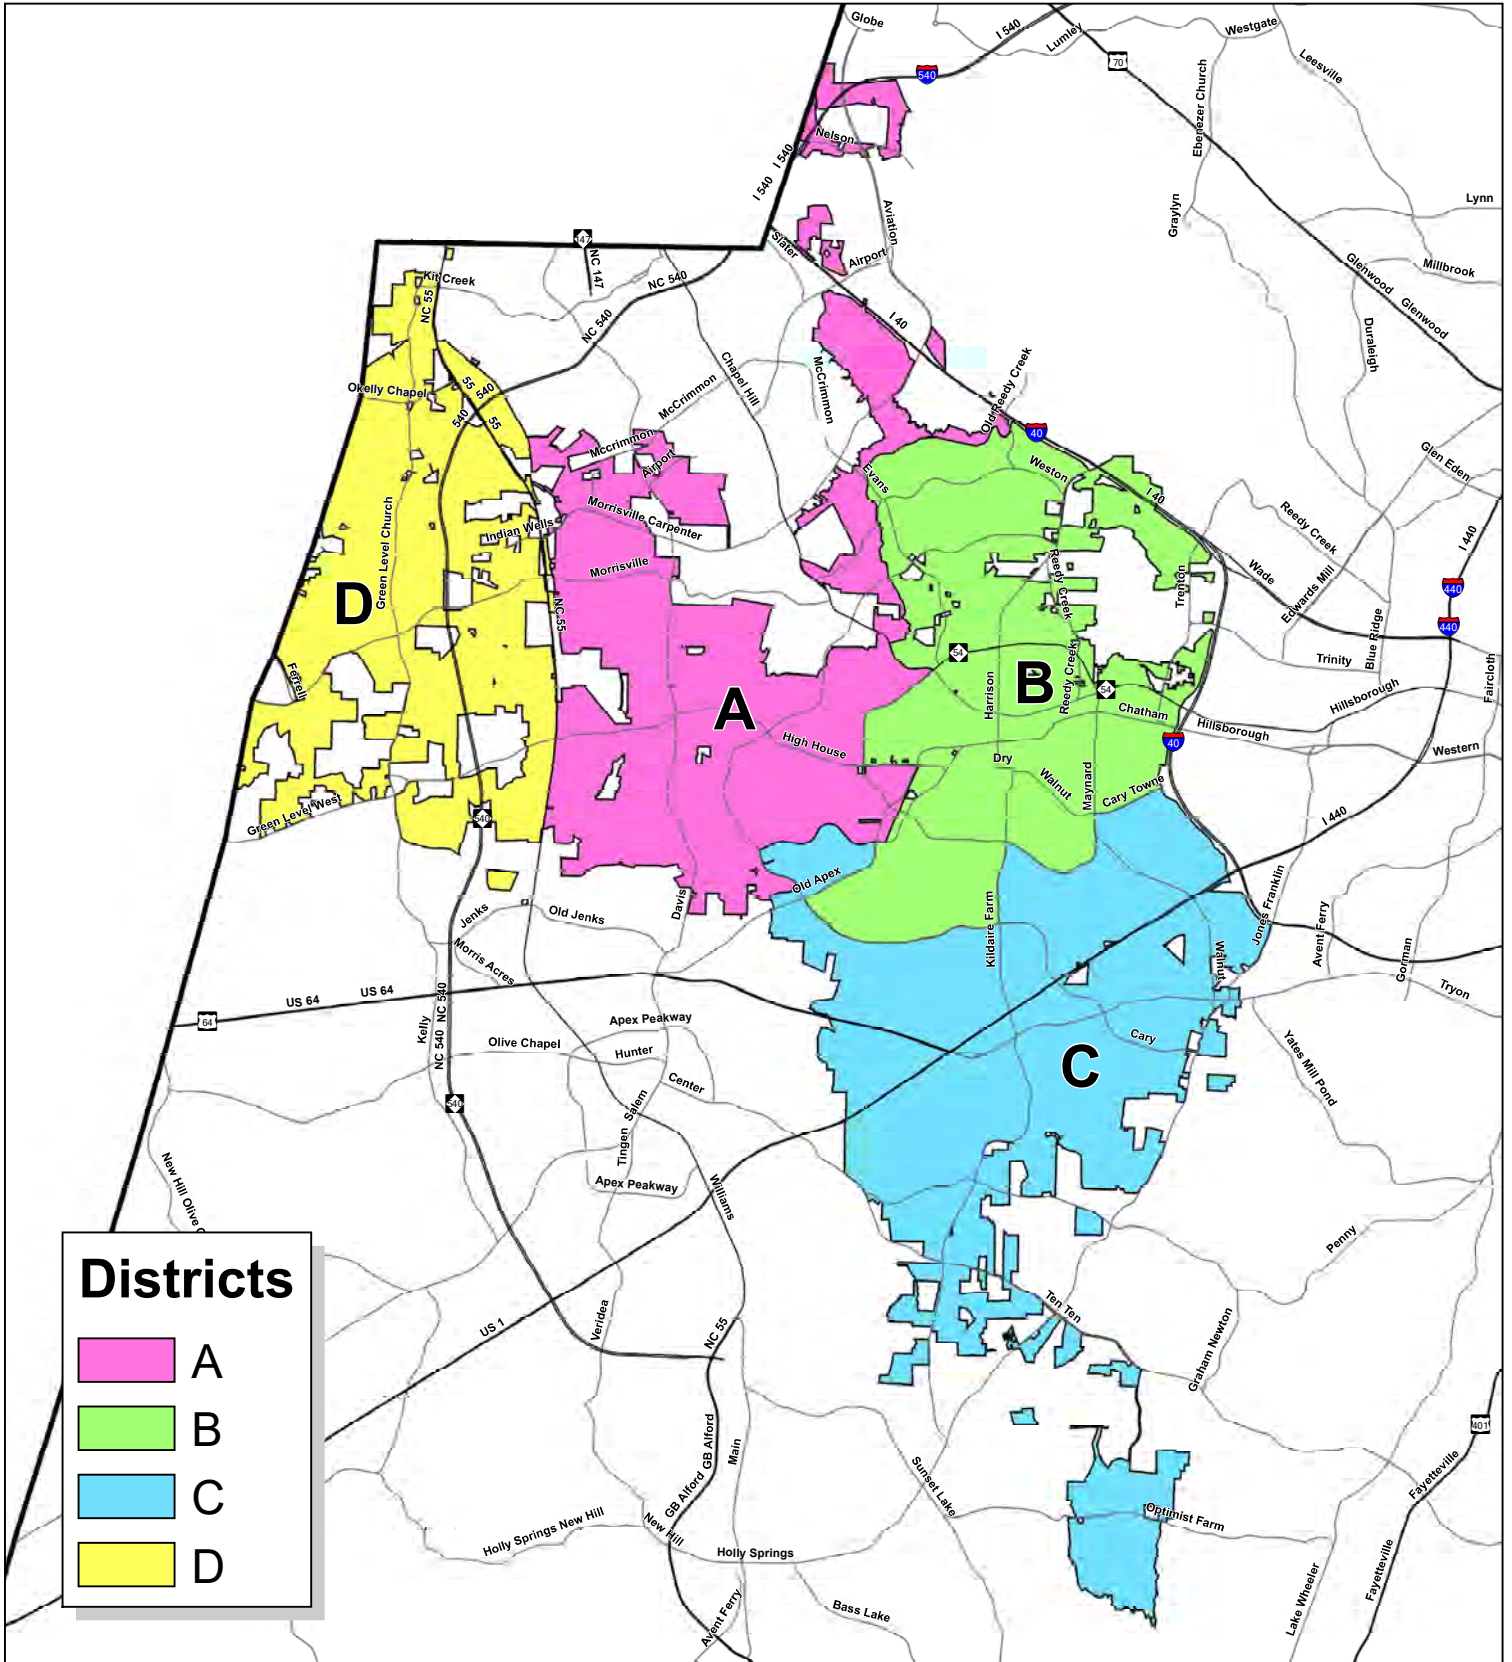 Globe
I 540
Lumley
Westgate
70
Leesville
540
Ebenezer Church
Nelson
I 540
I 540
Aviation
Graylyn
Lynn
147
NC 147
Slater
Airport
Kit Creek
NC 55
NC 540
Glenwood
Millbrook
Glenwood
NC 540
I 40
Duraleigh
Chapel Hill
McCrimmon
McCrimmon
Old Reedy Creek
Okelly Chapel
55
540
540
55
40
Mccrimmon
Airport
Evans
Weston
Glen Eden
I 40
Green Level Church
Indian Wells
Morrisville Carpenter
Reedy Creek
I 440
Morrisville
Reedy Creek
Wade
Trenton
Edwards Mill
440
D
NC 55
440
Blue Ridge
54
Trinity
Ferrell
Harrison
B
Reedy Creek
54
Faircloth
A
Chatham
Hillsborough
Hillsborough
High House
40
Western
Dry
Walnut
Maynard
Cary Towne
Green Level West
540
I 440
Old Apex
Jenks
Old Jenks
Davis
Kildaire Farm
Jones Franklin
Avent Ferry
Morris Acres
Walnut
Gorman
US 64
US 64
NC 540
Tryon
64
Kelly
NC 540
Apex Peakway
Olive Chapel
Hunter
Cary
C
Yates Mill Pond
Center
540
Salem
Tingen
New Hill Olive C
Apex Peakway
Williams
Penny
Districts
A
B
C
D
US 1
Veridea
NC 55
Ten Ten
Graham Newton
401
GB Alford
Main
GB Alford
Sunset Lake
Fayetteville
Holly Springs New Hill
New Hill
Holly Springs
Optimist Farm
Fayetteville
Avent Ferry
Bass Lake
Lake Wheeler